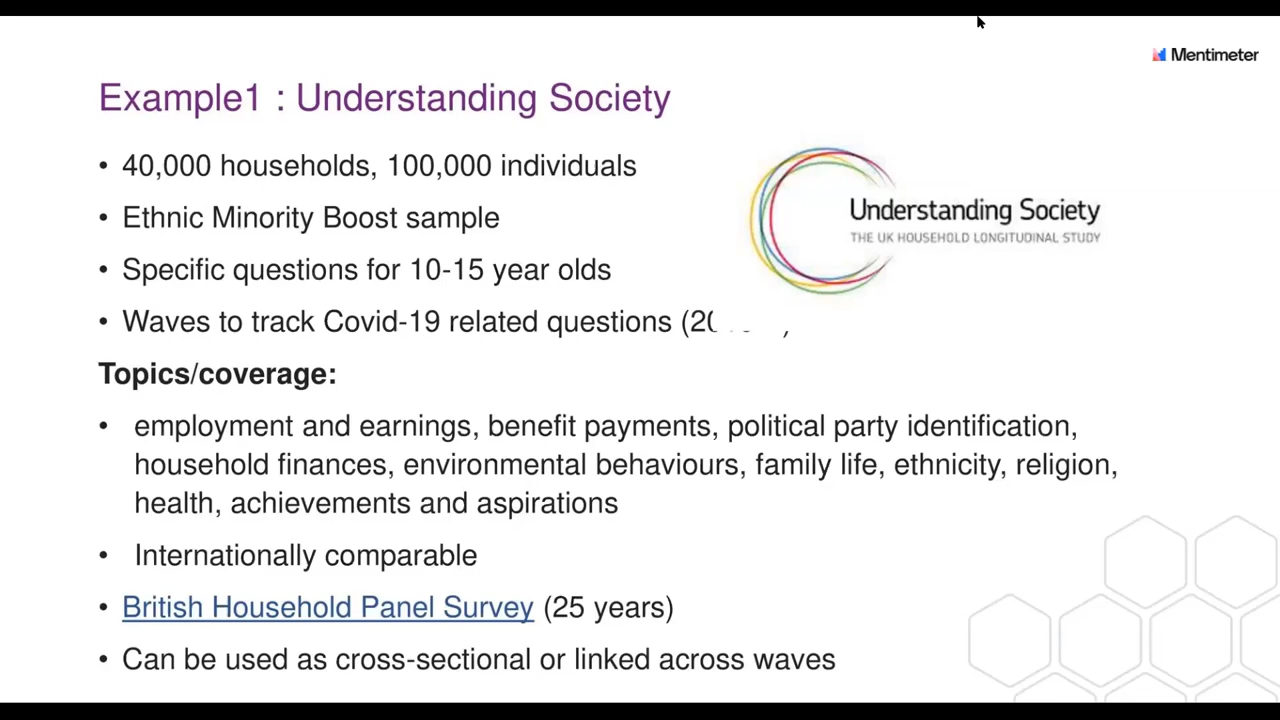 Mentimeter
Example1 : Understanding Society
• 40,000 households, 100,000 individuals
• Ethnic Minority Boost sample
• Specific questions for 10-15 year olds
• Waves to track Covid-19 related questions
Understanding Society
THE UK HOUSEHOLD LONGITUDINAL STUDY
Topics/coverage:
• employment and earnings, benefit payments, political party identification,
household finances, environmental behaviours, family life, ethnicity, religion,
health, achievements and aspirations
• Internationally comparable
• British Household Panel Survey (25 years)
• Can be used as cross-sectional or linked across waves